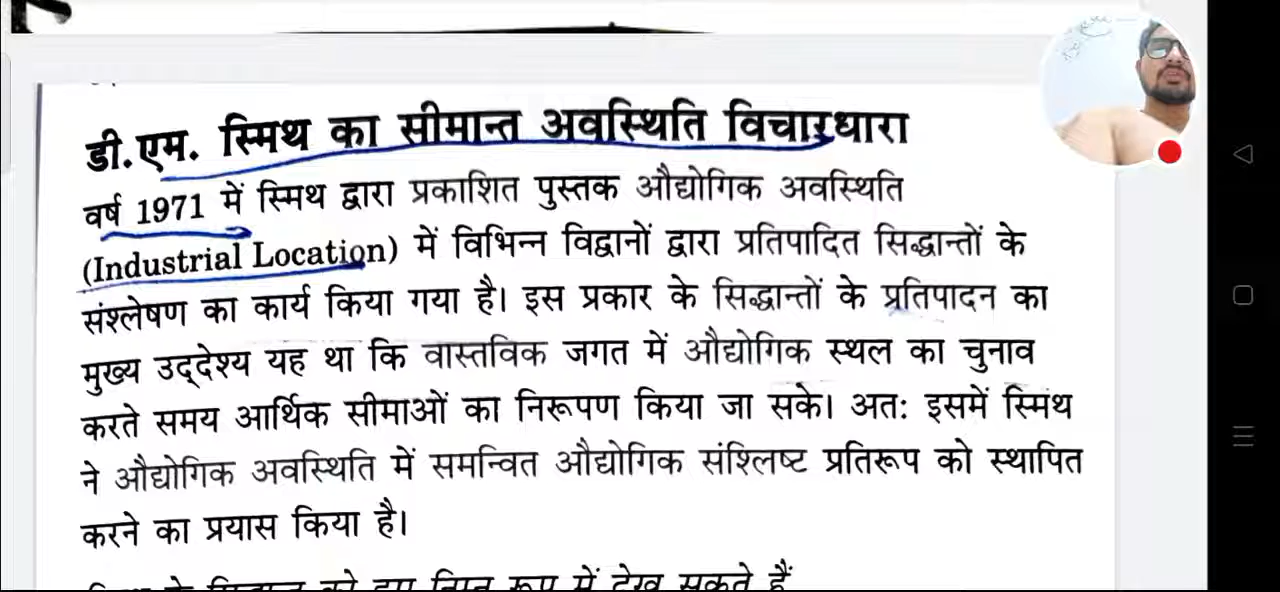 डी.एम. स्मिथ का सीमान्त अवस्थिति विचारधारा
वर्ष 1971 में स्मिथ द्वारा प्रकाशित पुस्तक औद्योगिक अवस्थिति
(Industrial Location) में विभिन्न विद्वानों द्वारा प्रतिपादित सिद्धान्तों के
संश्लेषण का कार्य किया गया है। इस प्रकार के सिद्धान्तों के प्रतिपादन का
मुख्य उद्देश्य यह था कि वास्तविक जगत में औद्योगिक स्थल का चुनाव
करते समय आर्थिक सीमाओं का निरूपण किया जा सके। अतः इसमें स्मिथ
ने औद्योगिक अवस्थिति में समन्वित औद्योगिक संश्लिष्ट प्रतिरूप को स्थापित
करने का प्रयास किया है।
को हम निम्न रूप में देख सकते हैं